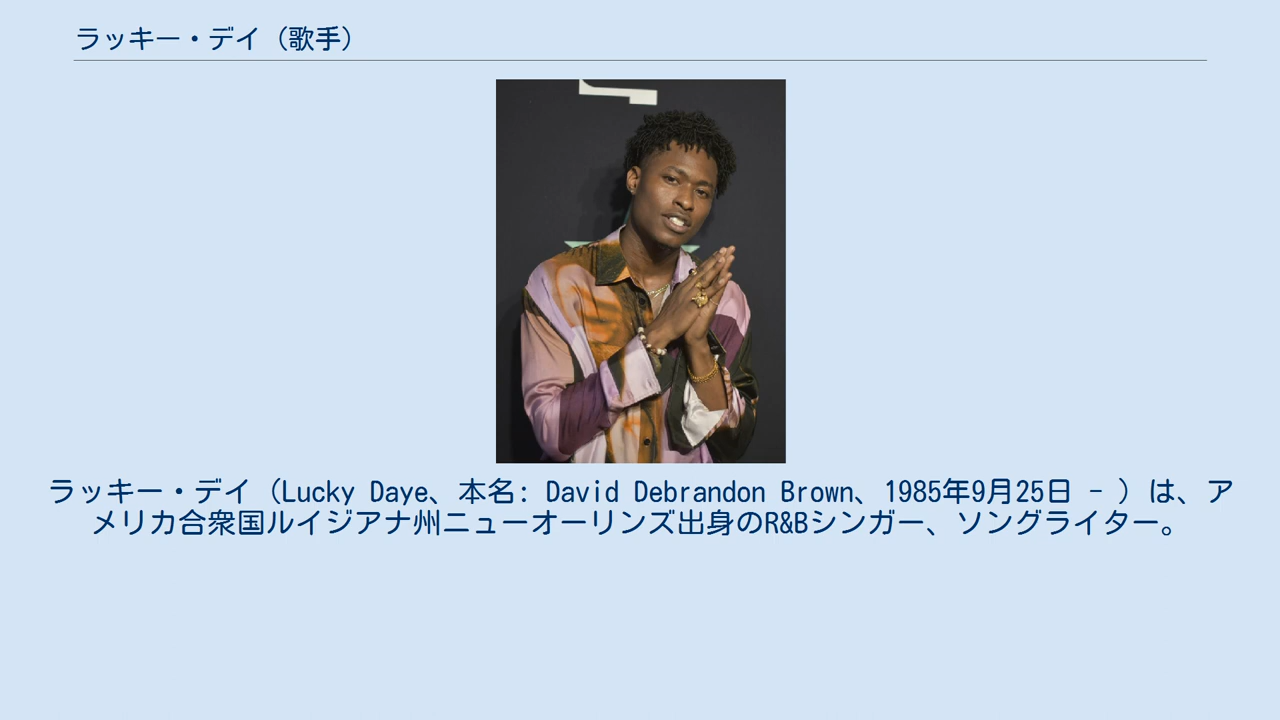 ラッキー・デイ（歌手）
ラッキー・デイ（Lucky Daye、本名: David Debrandon Brown、1985年9月25日 - ）は、ア
メリカ合衆国ルイジアナ州ニューオーリンズ出身のR&Bシンガー、ソングライター。